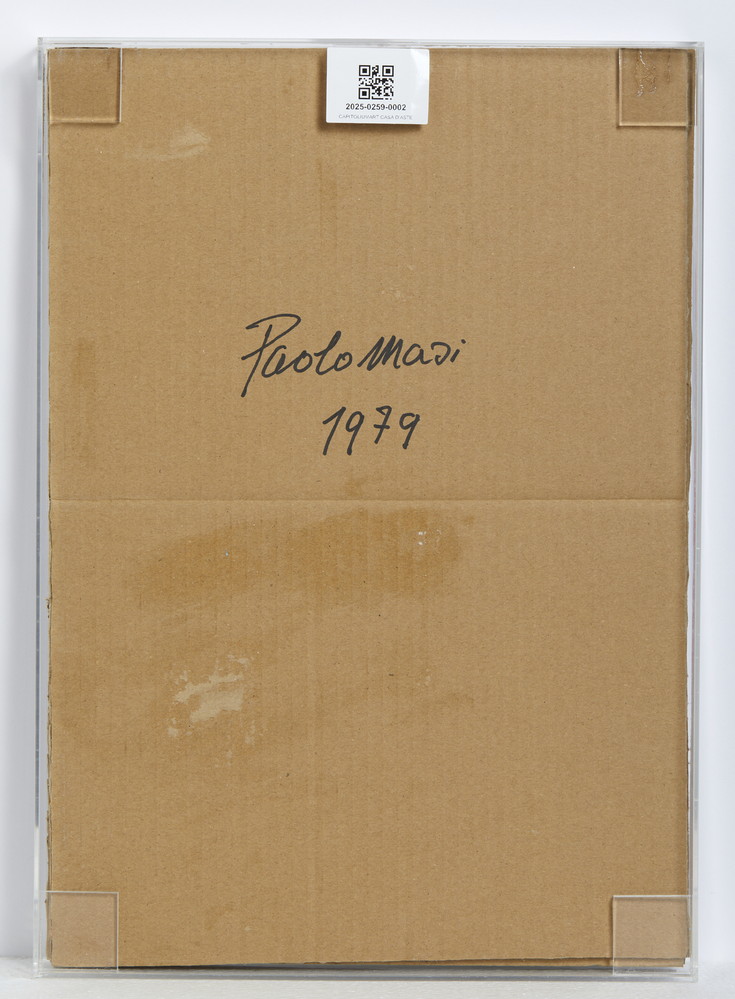 2025-0259-0002
CAPITOLIUMART CASA D'ASTE
Paolo Masi
1979